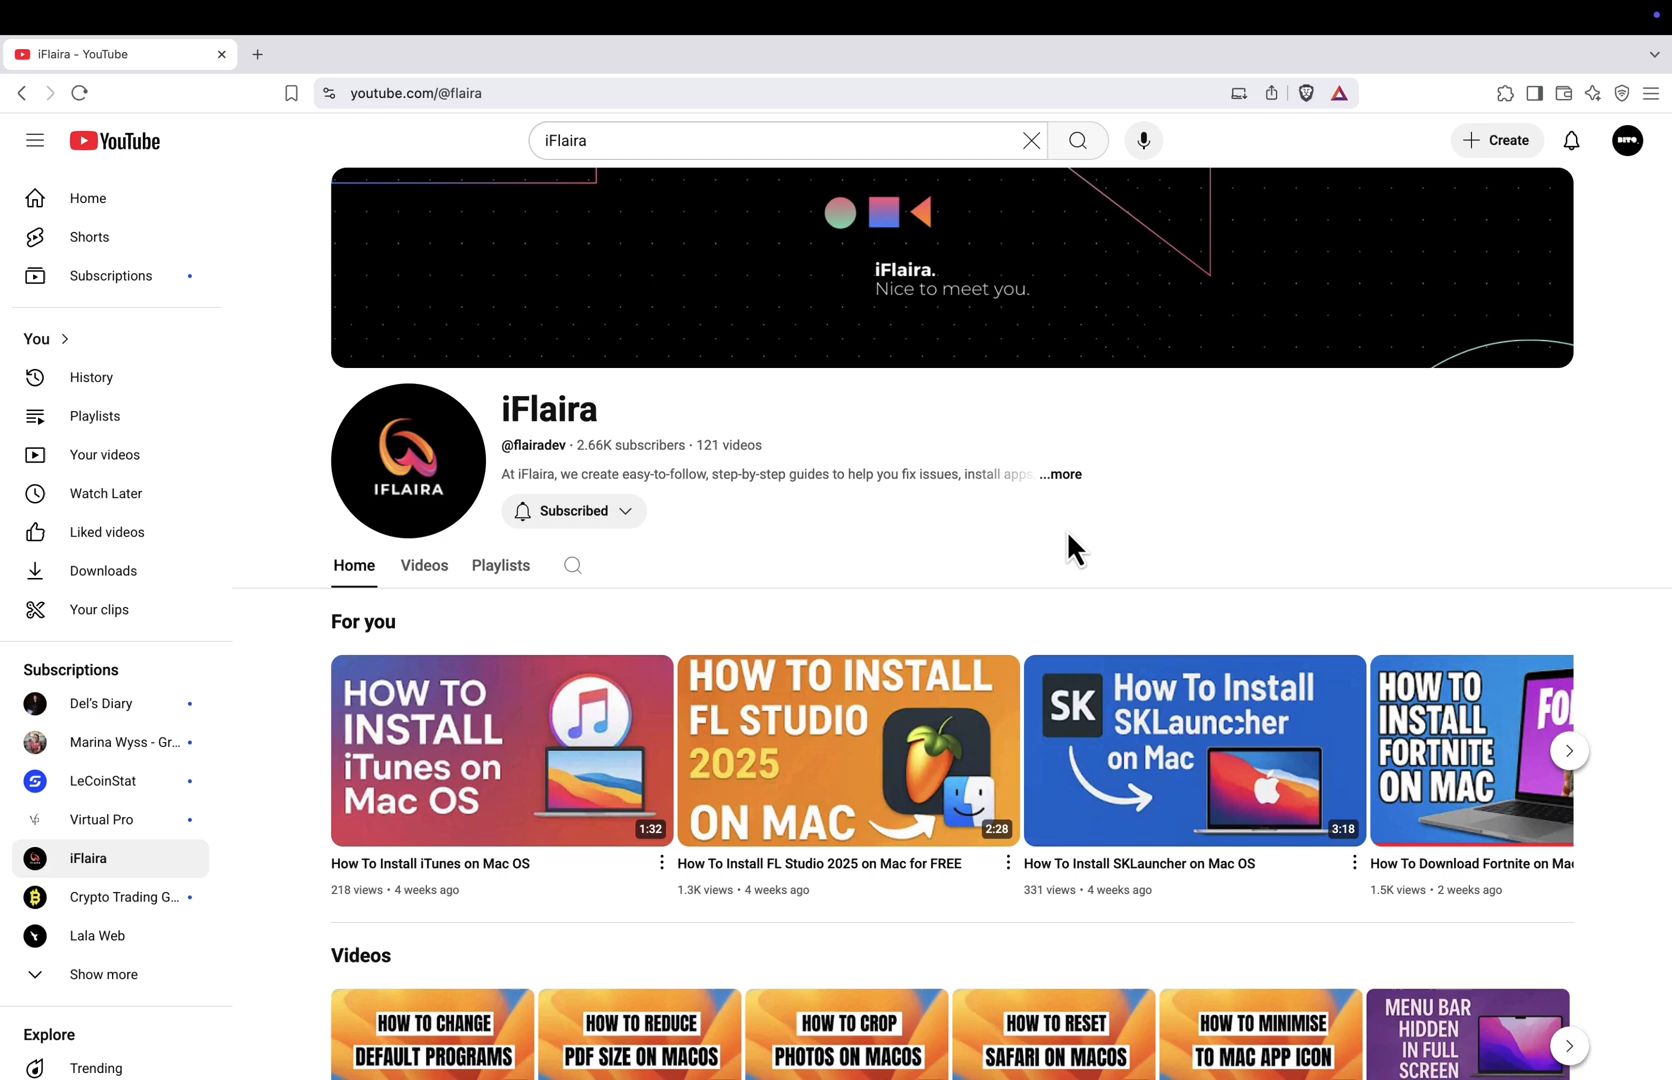 iFlaira - YouTube
youtube.com/@flaira
YouTube
iFlaira
Create
BITO.
Home
Shorts
Subscriptions
You
History
Playlists
Your videos
Watch Later
Liked videos
Downloads
Your clips
Subscriptions
Del's Diary
Marina Wyss - Gr...
LeCoinStat
Virtual Pro
iFlaira
Crypto Trading G...
Lala Web
Show more
Explore
Trending
iFlaira.
Nice to meet you.
IFLAIRA
iFlaira
@flairadev · 2.66K subscribers · 121 videos
At iFlaira, we create easy-to-follow, step-by-step guides to help you fix issues, install apps, ...more
Subscribed
Home Videos Playlists
For you
HOW TO
INSTALL
iTunes on
Mac OS
1:32
How To Install iTunes on Mac OS
218 views • 4 weeks ago
HOW TO INSTALL
FL STUDIO
2025
ON MAC
2:28
How To Install FL Studio 2025 on Mac for FREE
1.3K views • 4 weeks ago
SK
How To Install
SKLauncher
on Mac
3:18
How To Install SKLauncher on Mac OS
331 views • 4 weeks ago
HOW TO
INSTALL
FORTNITE
ON MAC
FO
How To Download Fortnite on Mac
1.5K views • 2 weeks ago
Videos
HOW TO CHANGE
DEFAULT PROGRAMS
HOW TO REDUCE
PDF SIZE ON MACOS
HOW TO CROP
PHOTOS ON MACOS
HOW TO RESET
SAFARI ON MACOS
HOW TO MINIMISE
TO MAC APP ICON
MENU BAR
HIDDEN
IN FULL
SCREEN